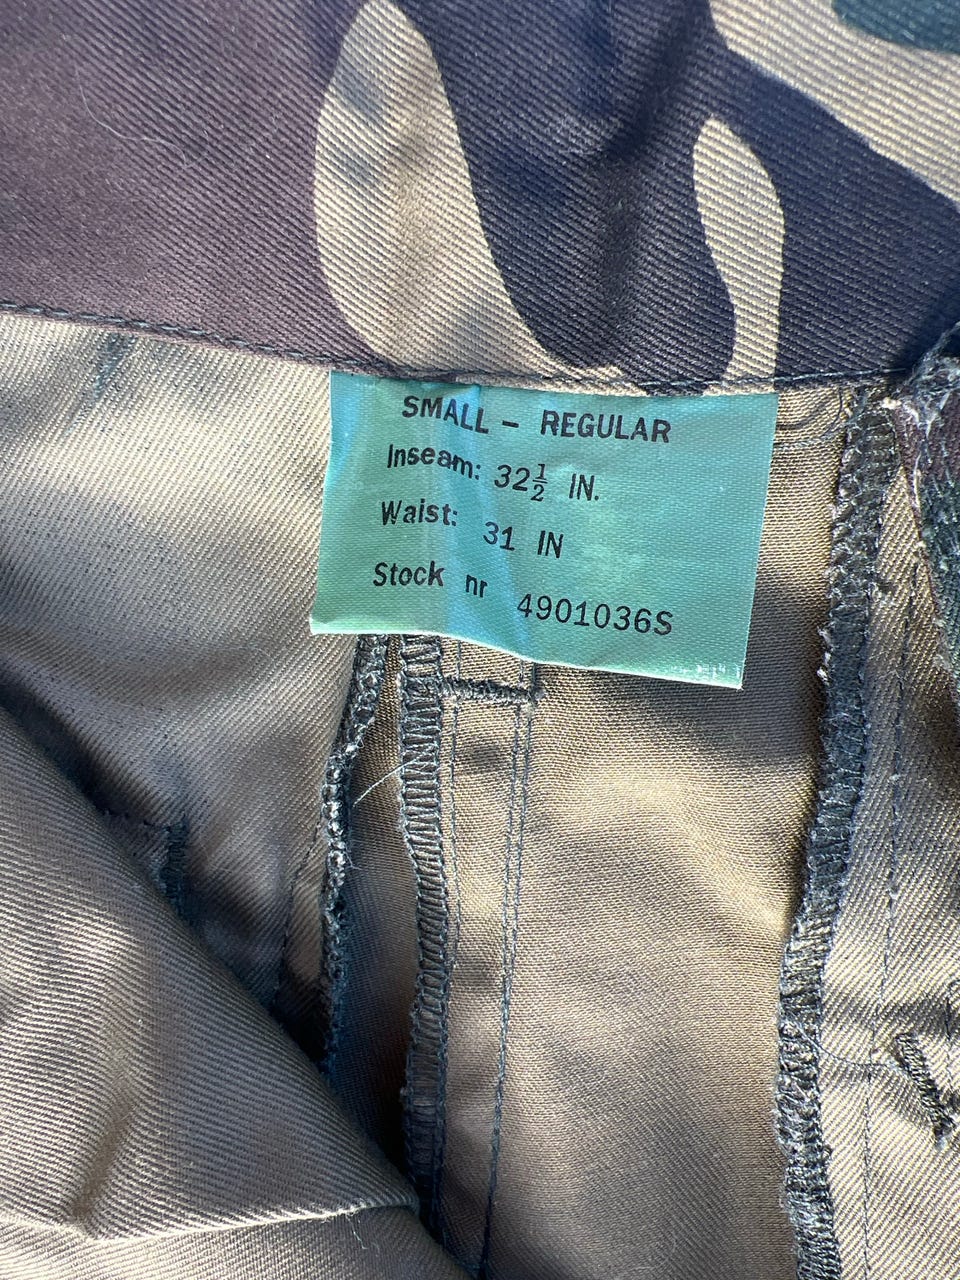 SMALL – REGULAR
Inseam: 32½ IN.
Waist: 31 IN
Stock nr 4901036S